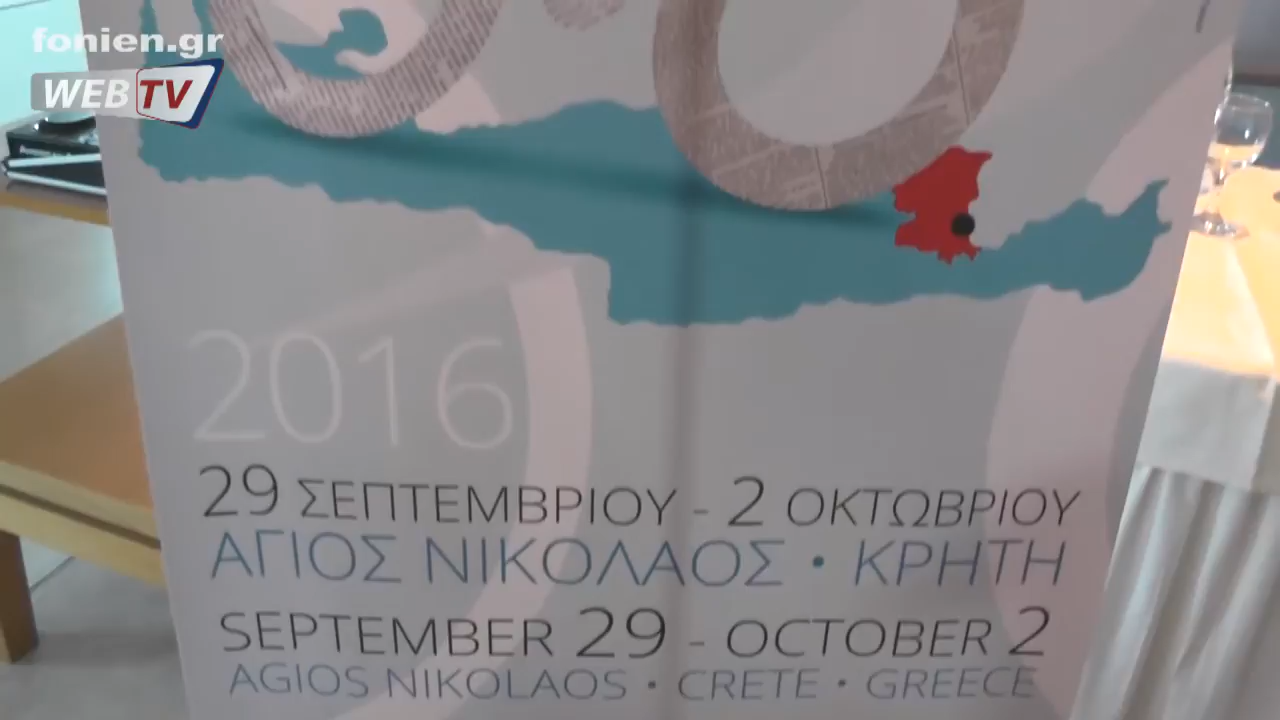 fonien.gr
WEB TV
2016
29 ΣΕΠΤΕΜΒΡΙΟΥ - 2 ΟΚΤΩΒΡΙΟΥ
ΑΓΙΟΣ ΝΙΚΟΛΑΟΣ • ΚΡΗΤΗ
SEPTEMBER 29 - OCTOBER 2
AGIOS NIKOLAOS • CRETE • GREECE